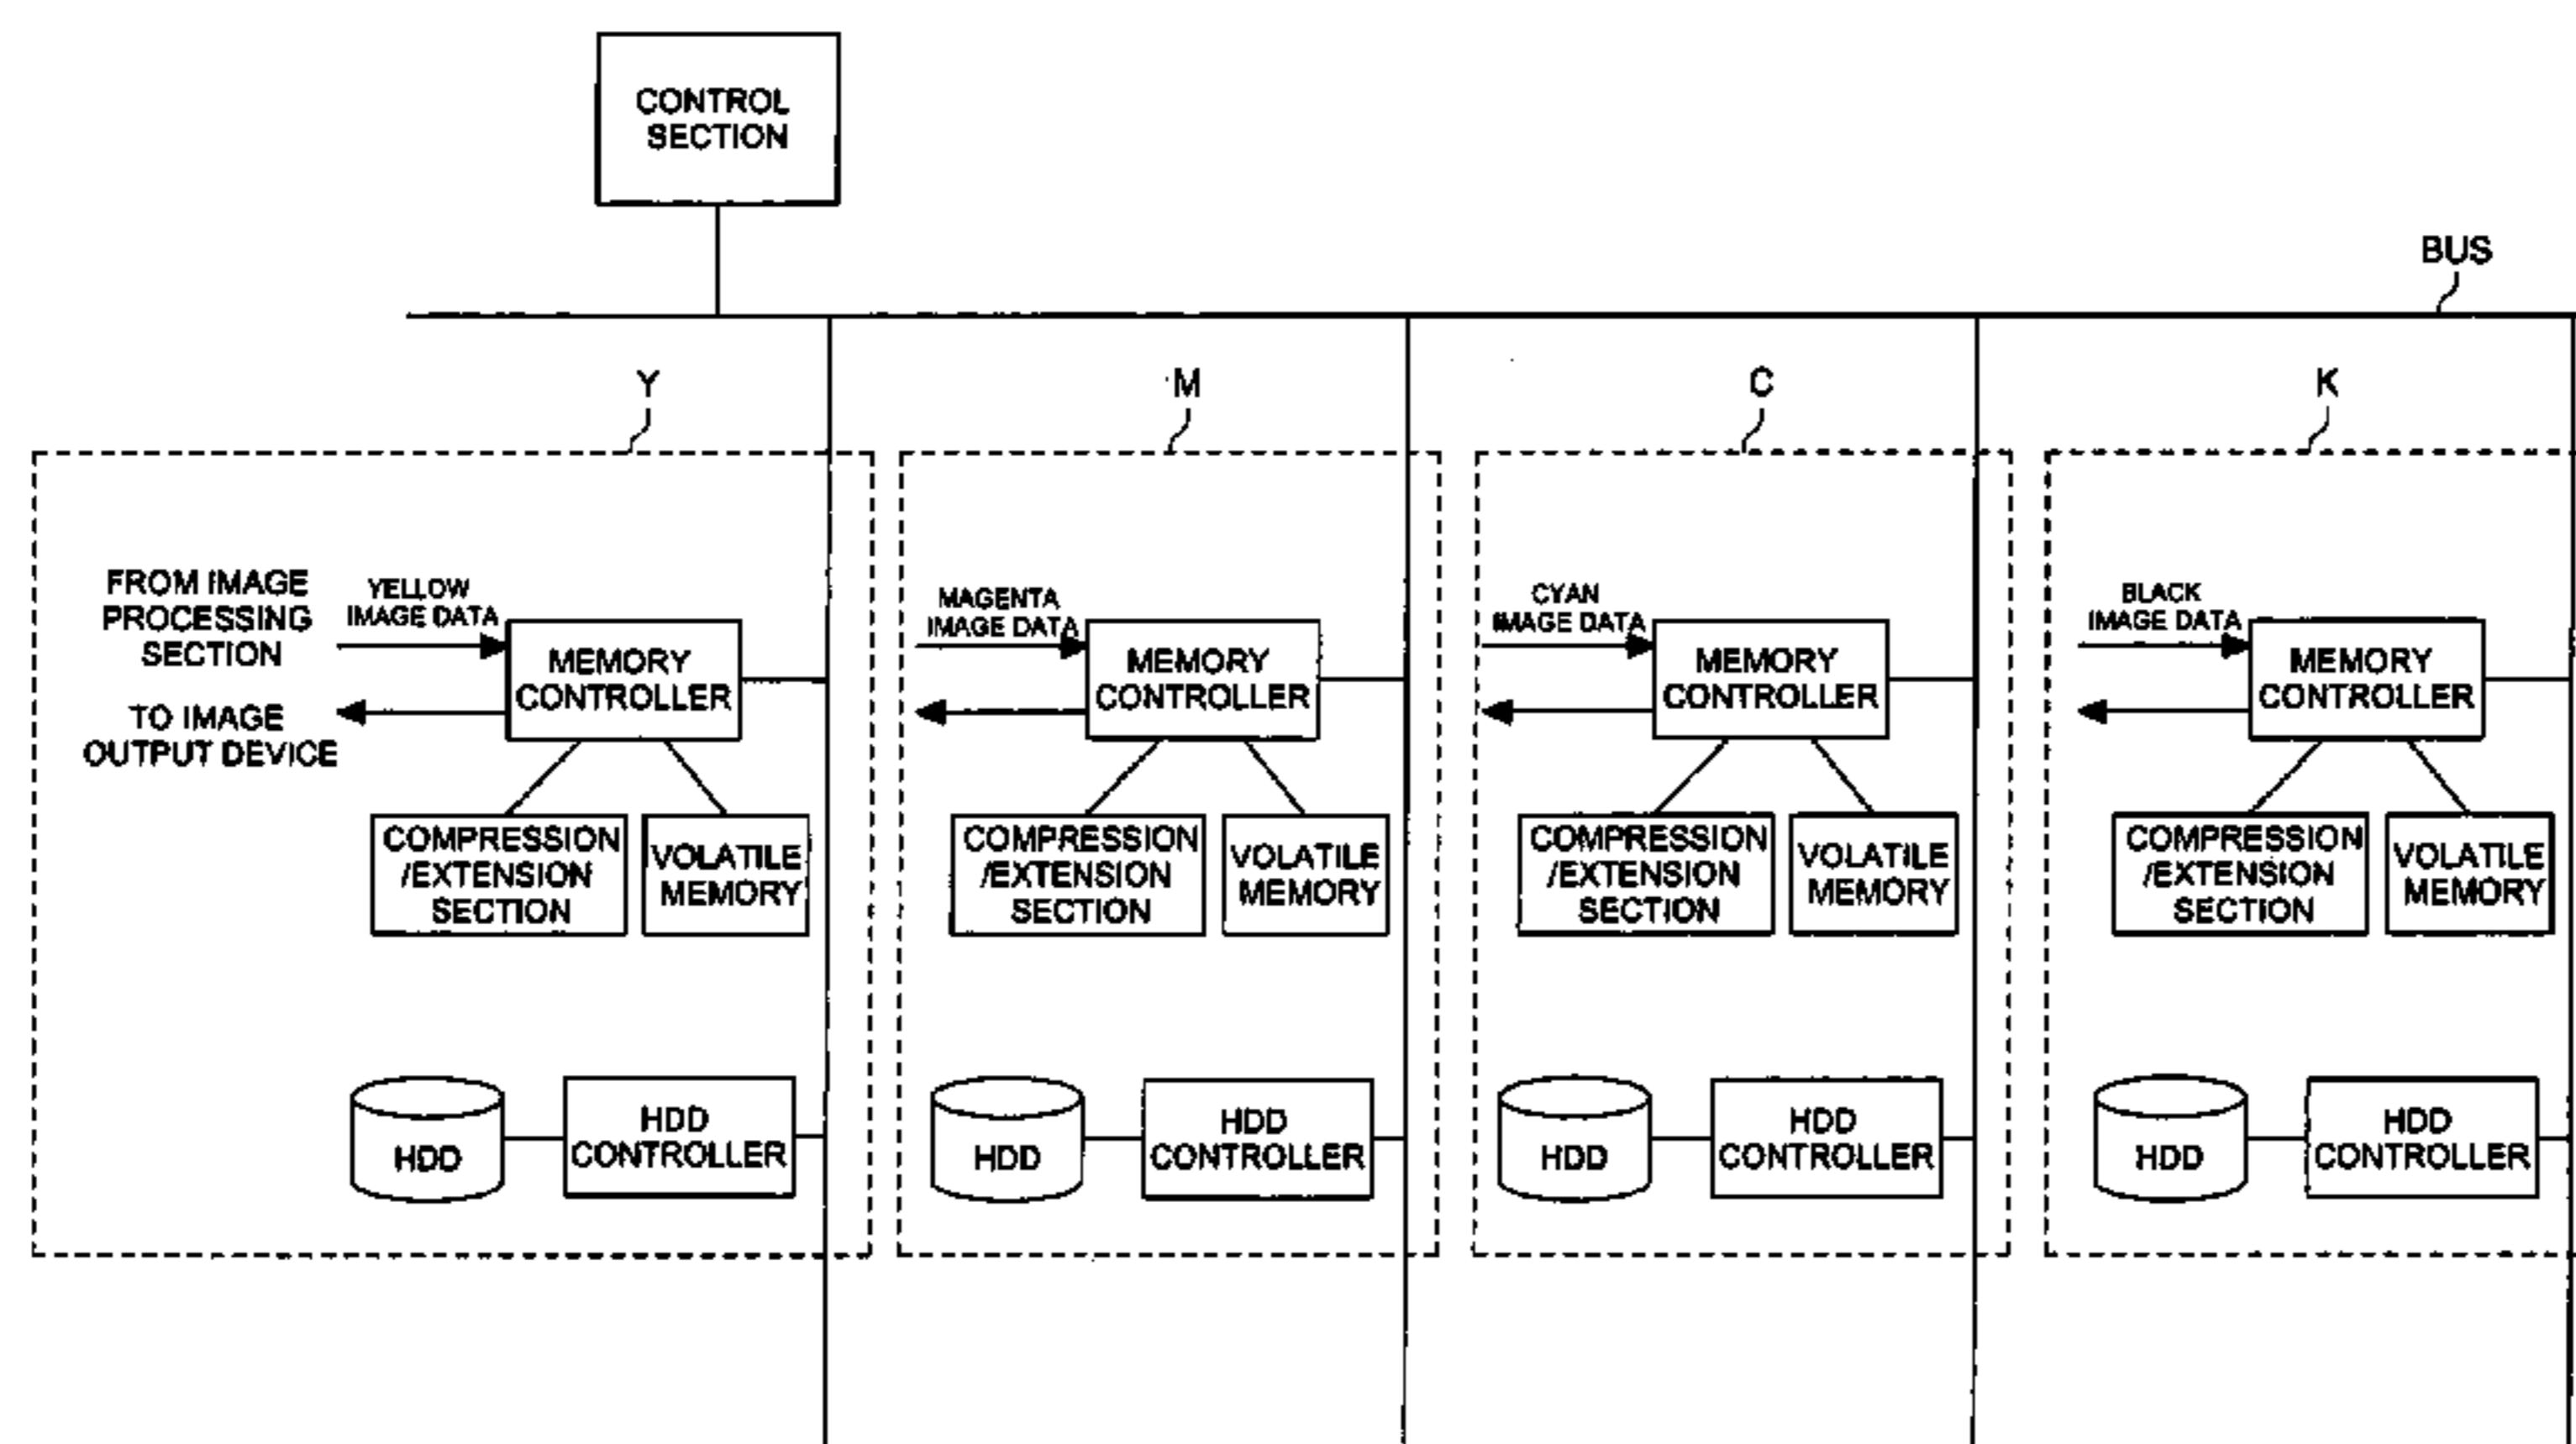 CONTROL
SECTION
BUS
Y
M
C
K
FROM IMAGE
PROCESSING
SECTION
YELLOW
IMAGE DATA
MEMORY
CONTROLLER
TO IMAGE
OUTPUT DEVICE
COMPRESSION
/EXTENSION
SECTION
VOLATILE
MEMORY
HDD
HDD
CONTROLLER
MAGENTA
IMAGE DATA
MEMORY
CONTROLLER
COMPRESSION
/EXTENSION
SECTION
VOLATILE
MEMORY
HDD
HDD
CONTROLLER
CYAN
IMAGE DATA
MEMORY
CONTROLLER
COMPRESSION
/EXTENSION
SECTION
VOLATILE
MEMORY
HDD
HDD
CONTROLLER
BLACK
IMAGE DATA
MEMORY
CONTROLLER
COMPRESSION
/EXTENSION
SECTION
VOLATILE
MEMORY
HDD
HDD
CONTROLLER